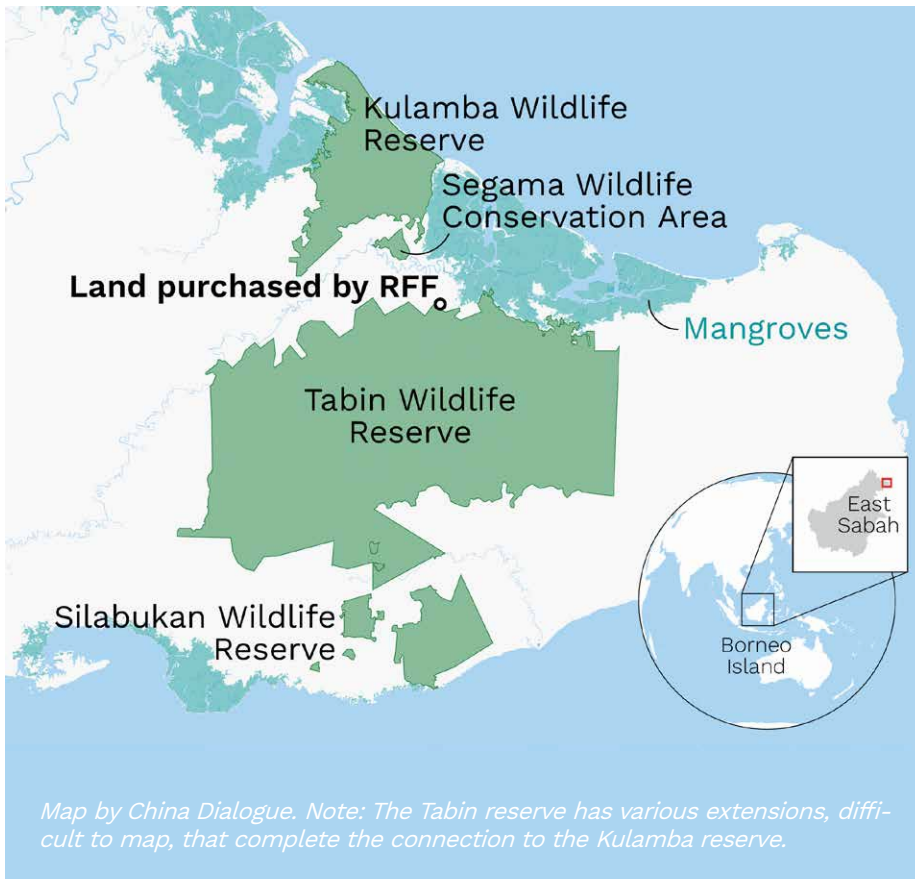 Kulamba Wildlife
Reserve
Segama Wildlife
Conservation Area
Land purchased by RFF
Mangroves
Tabin Wildlife
Reserve
East
Sabah
Silabukan Wildlife
Reserve
Borneo
Island
Map by China Dialogue. Note: The Tabin reserve has various extensions, diffi-
cult to map, that complete the connection to the Kulamba reserve.